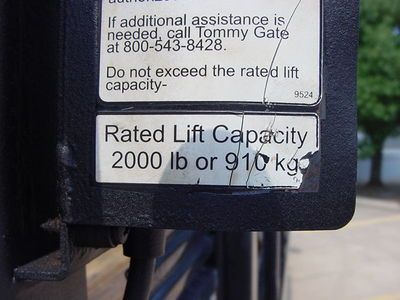 If additional assistance is
needed, call Tommy Gate
at 800-543-8428.
Do not exceed the rated lift
capacity-
9524
Rated Lift Capacity
2000 lb or 910 kg.